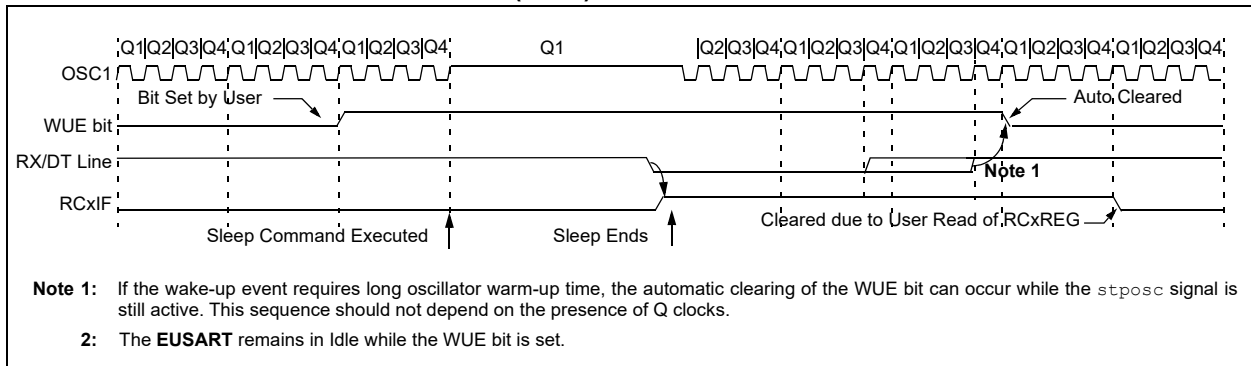 Q1 Q2 Q3 Q4 Q1 Q2 Q3 Q4 Q1 Q2 Q3 Q4 Q1 Q2 Q3 Q4 Q1 Q2 Q3 Q4 Q1 Q2 Q3 Q4 Q1 Q2 Q3 Q4 Q1 Q2 Q3 Q4
OSC1
Bit Set by User
Auto Cleared
WUE bit
RX/DT Line
Note 1
RCxIF
Cleared due to User Read of RCxREG
Sleep Command Executed
Sleep Ends
Note 1: If the wake-up event requires long oscillator warm-up time, the automatic clearing of the WUE bit can occur while the stposc signal is
still active. This sequence should not depend on the presence of Q clocks.
2: The EUSART remains in Idle while the WUE bit is set.